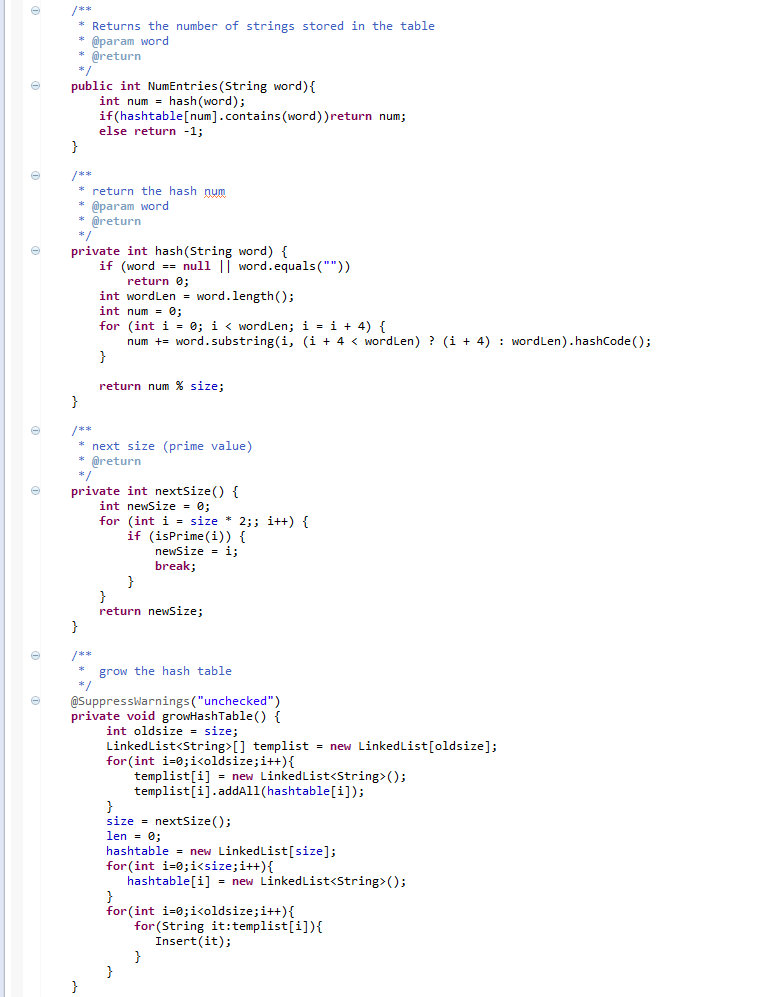 /**
 * Returns the number of strings stored in the table
 * @param word
 * @return
 */
public int NumEntries(String word){
    int num = hash(word);
    if(hashtable[num].contains(word))return num;
    else return -1;
}

/**
 * return the hash num
 * @param word
 * @return
 */
private int hash(String word) {
    if (word == null || word.equals(""))
        return 0;
    int wordLen = word.length();
    int num = 0;
    for (int i = 0; i < wordLen; i = i + 4) {
        num += word.substring(i, (i + 4 < wordLen) ? (i + 4) : wordLen).hashCode();
    }

    return num % size;
}

/**
 * next size (prime value)
 * @return
 */
private int nextSize() {
    int newSize = 0;
    for (int i = size * 2;; i++) {
        if (isPrime(i)) {
            newSize = i;
            break;
        }
    }
    return newSize;
}

/**
 *  grow the hash table
 */
@SuppressWarnings("unchecked")
private void growHashTable() {
     int oldsize = size;
     LinkedList<String>[] templist = new LinkedList[oldsize];
     for(int i=0;i<oldsize;i++){
         templist[i] = new LinkedList<String>();
         templist[i].addAll(hashtable[i]);
     }
     size = nextSize();
     len = 0;
     hashtable = new LinkedList[size];
     for(int i=0;i<size;i++){
        hashtable[i] = new LinkedList<String>();
     }
     for(int i=0;i<oldsize;i++){
         for(String it:templist[i]){
            Insert(it);
         }
     }
}